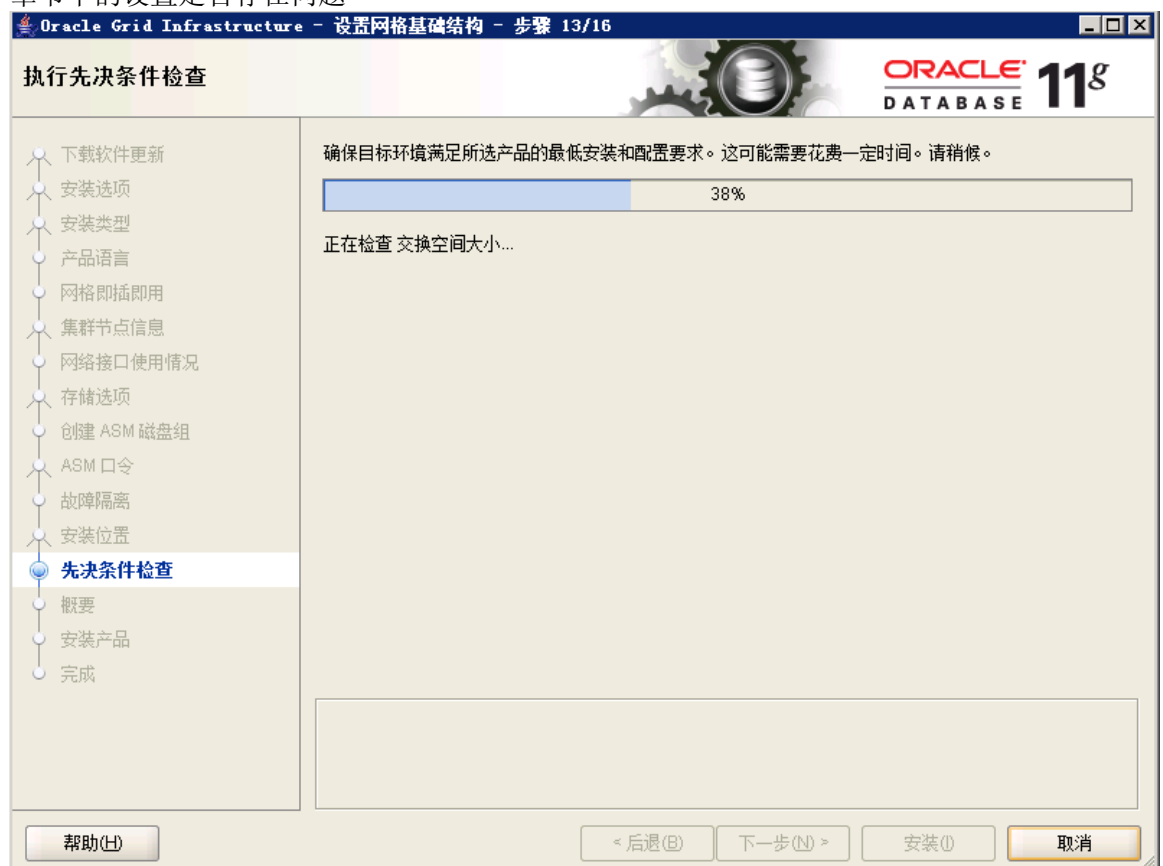 Oracle Grid Infrastructure - 设置网格基础结构 - 步骤 13/16
执行先决条件检查
ORACLE 11g
DATABASE
下载软件更新
安装选项
安装类型
产品语言
网格即插即用
集群节点信息
网络接口使用情况
存储选项
创建 ASM 磁盘组
ASM 口令
故障隔离
安装位置
先决条件检查
概要
安装产品
完成
确保目标环境满足所选产品的最低安装和配置要求。这可能需要花费一定时间。请稍候。
38%
正在检查 交换空间大小...
帮助(H)
< 后退(B)
下一步(N) >
安装(I)
取消